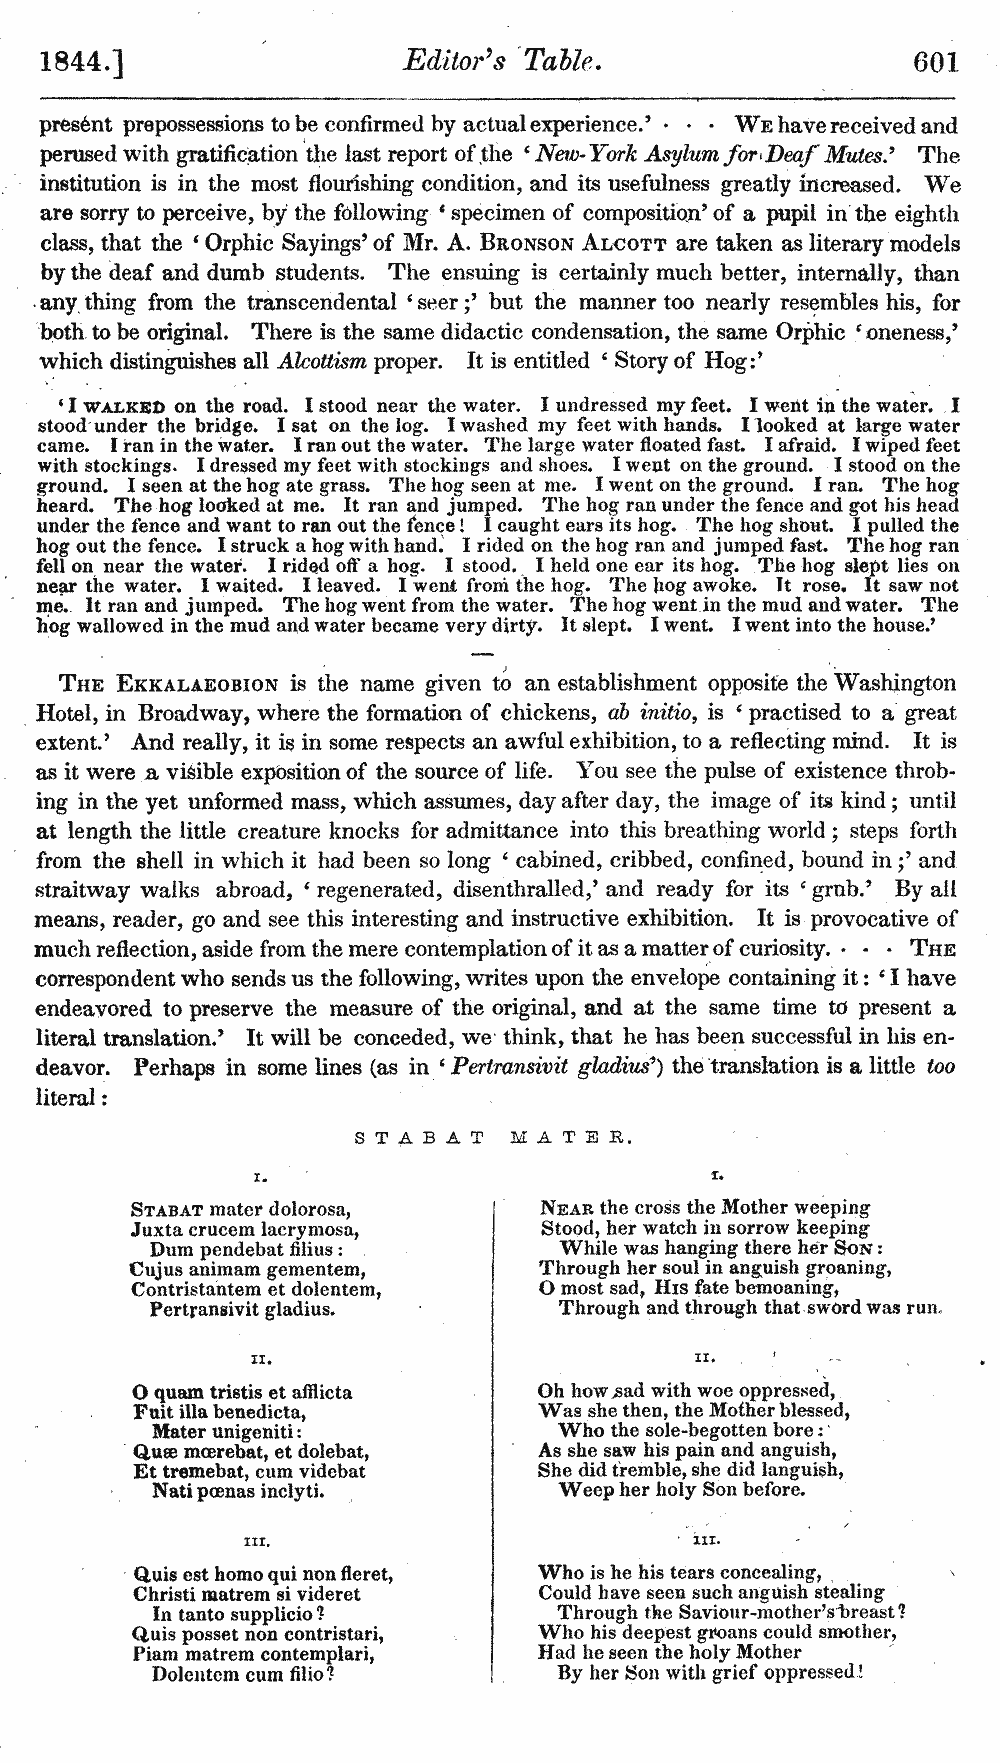 1844.] Editor's Table. 601
presént prepossessions to be confirmed by actual experience.' · · · WE have received and
perused with gratification the last report of the 'New-York Asylum for Deaf Mutes.' The
institution is in the most flourishing condition, and its usefulness greatly increased. We
are sorry to perceive, by the following 'specimen of composition' of a pupil in the eighth
class, that the 'Orphic Sayings' of Mr. A. BRONSON ALCOTT are taken as literary models
by the deaf and dumb students. The ensuing is certainly much better, internally, than
any thing from the transcendental 'seer;' but the manner too nearly resembles his, for
both to be original. There is the same didactic condensation, the same Orphic 'oneness,'
which distinguishes all Alcottism proper. It is entitled 'Story of Hog:'
'I WALKED on the road. I stood near the water. I undressed my feet. I went in the water. I
stood under the bridge. I sat on the log. I washed my feet with hands. I looked at large water
came. I ran in the water. I ran out the water. The large water floated fast. I afraid. I wiped feet
with stockings. I dressed my feet with stockings and shoes. I went on the ground. I stood on the
ground. I seen at the hog ate grass. The hog seen at me. I went on the ground. I ran. The hog
heard. The hog looked at me. It ran and jumped. The hog ran under the fence and got his head
under the fence and want to ran out the fence! I caught ears its hog. The hog shout. I pulled the
hog out the fence. I struck a hog with hand. I rided on the hog ran and jumped fast. The hog ran
fell on near the water. I rided off a hog. I stood. I held one ear its hog. The hog slept lies on
near the water. I waited. I leaved. I went from the hog. The hog awoke. It rose. It saw not
me. It ran and jumped. The hog went from the water. The hog went in the mud and water. The
hog wallowed in the mud and water became very dirty. It slept. I went. I went into the house.'
THE EKKALAEOBION is the name given to an establishment opposite the Washington
Hotel, in Broadway, where the formation of chickens, ab initio, is 'practised to a great
extent.' And really, it is in some respects an awful exhibition, to a reflecting mind. It is
as it were a visible exposition of the source of life. You see the pulse of existence throb-
ing in the yet unformed mass, which assumes, day after day, the image of its kind; until
at length the little creature knocks for admittance into this breathing world; steps forth
from the shell in which it had been so long 'cabined, cribbed, confined, bound in;' and
straitway walks abroad, 'regenerated, disenthralled,' and ready for its 'grub.' By all
means, reader, go and see this interesting and instructive exhibition. It is provocative of
much reflection, aside from the mere contemplation of it as a matter of curiosity. · · · THE
correspondent who sends us the following, writes upon the envelope containing it: 'I have
endeavored to preserve the measure of the original, and at the same time to present a
literal translation.' It will be conceded, we think, that he has been successful in his en-
deavor. Perhaps in some lines (as in 'Pertransivit gladius') the translation is a little too
literal:
STABAT MATER.
I.
STABAT mater dolorosa,
Juxta crucem lacrymosa,
Dum pendebat filius:
Cujus animam gementem,
Contristantem et dolentem,
Pertransivit gladius.
II.
O quam tristis et afflicta
Fuit illa benedicta,
Mater unigeniti:
Quæ mœrebat, et dolebat,
Et tremebat, cum videbat
Nati pœnas inclyti.
III.
Quis est homo qui non fleret,
Christi matrem si videret
In tanto supplicio?
Quis posset non contristari,
Piam matrem contemplari,
Dolentem cum filio?
I.
NEAR the cross the Mother weeping
Stood, her watch in sorrow keeping
While was hanging there her SON:
Through her soul in anguish groaning,
O most sad, HIS fate bemoaning,
Through and through that sword was run.
II.
Oh how sad with woe oppressed,
Was she then, the Mother blessed,
Who the sole-begotten bore:
As she saw his pain and anguish,
She did tremble, she did languish,
Weep her holy Son before.
III.
Who is he his tears concealing,
Could have seen such anguish stealing
Through the Saviour-mother's breast?
Who his deepest groans could smother,
Had he seen the holy Mother
By her Son with grief oppressed!